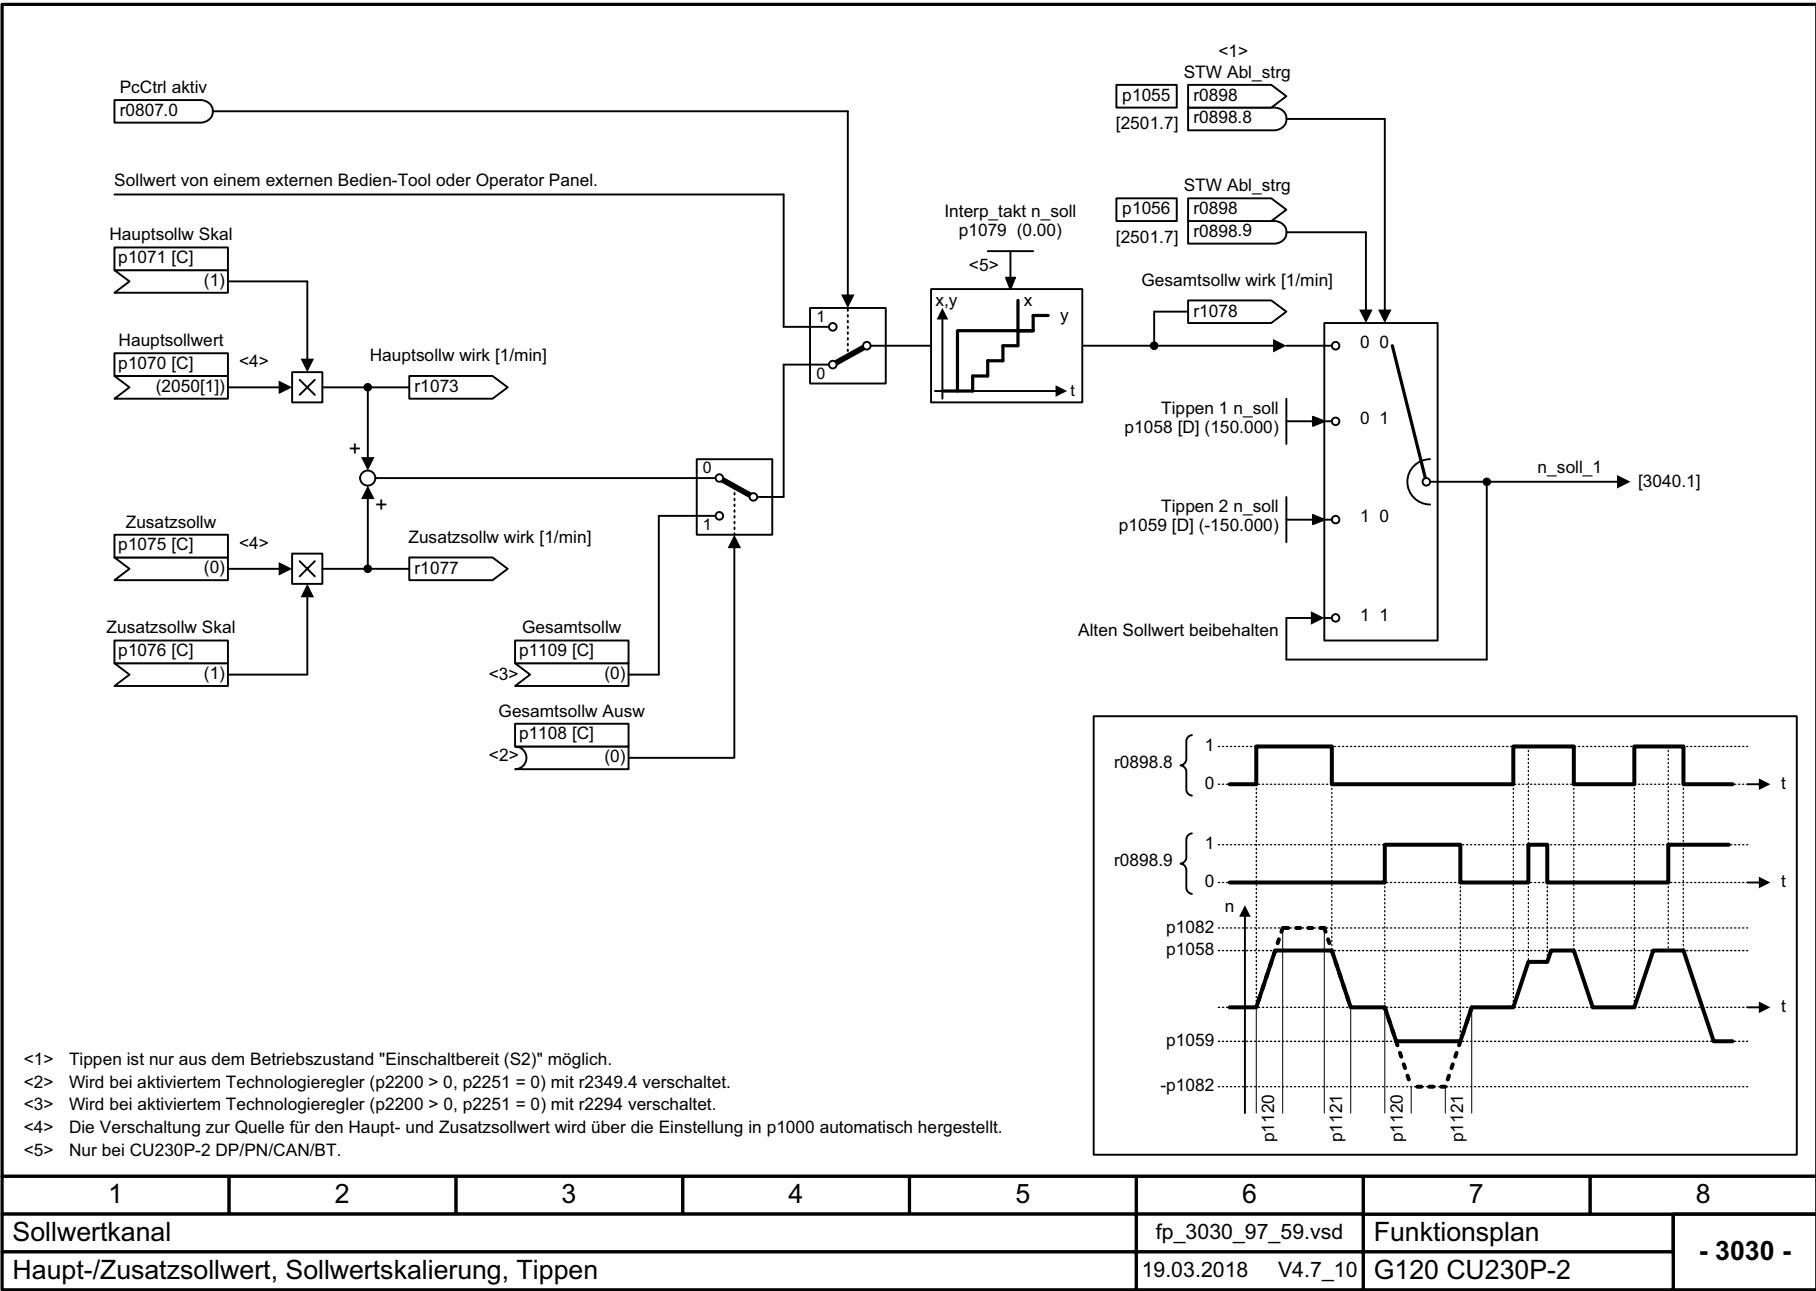 PcCtrl aktiv
r0807.0
Sollwert von einem externen Bedien-Tool oder Operator Panel.
Hauptsollw Skal
p1071 [C]
(1)
Hauptsollwert
p1070 [C]
(2050[1])
<4>
Hauptsollw wirk [1/min]
r1073
+
+
Zusatzsollw
p1075 [C]
(0)
<4>
Zusatzsollw wirk [1/min]
r1077
Zusatzsollw Skal
p1076 [C]
(1)
Gesamtsollw
p1109 [C]
<3>
(0)
Gesamtsollw Ausw
p1108 [C]
<2>
(0)
0
1
1
0
Interp_takt n_soll
p1079 (0.00)
<5>
x,y
x
y
t
<1>
STW Abl_strg
p1055
r0898
[2501.7]
r0898.8
STW Abl_strg
p1056
r0898
[2501.7]
r0898.9
Gesamtsollw wirk [1/min]
r1078
0 0
Tippen 1 n_soll
p1058 [D] (150.000)
0 1
Tippen 2 n_soll
p1059 [D] (-150.000)
1 0
Alten Sollwert beibehalten
1 1
n_soll_1
[3040.1]
r0898.8
1
0
t
r0898.9
1
0
t
n
p1082
p1058
t
p1059
-p1082
p1120
p1121
p1120
p1121
<1> Tippen ist nur aus dem Betriebszustand "Einschaltbereit (S2)" möglich.
<2> Wird bei aktiviertem Technologieregler (p2200 > 0, p2251 = 0) mit r2349.4 verschaltet.
<3> Wird bei aktiviertem Technologieregler (p2200 > 0, p2251 = 0) mit r2294 verschaltet.
<4> Die Verschaltung zur Quelle für den Haupt- und Zusatzsollwert wird über die Einstellung in p1000 automatisch hergestellt.
<5> Nur bei CU230P-2 DP/PN/CAN/BT.
1 2 3 4 5 6 7 8
Sollwertkanal
fp_3030_97_59.vsd
Funktionsplan
- 3030 -
Haupt-/Zusatzsollwert, Sollwertskalierung, Tippen
19.03.2018 V4.7_10
G120 CU230P-2